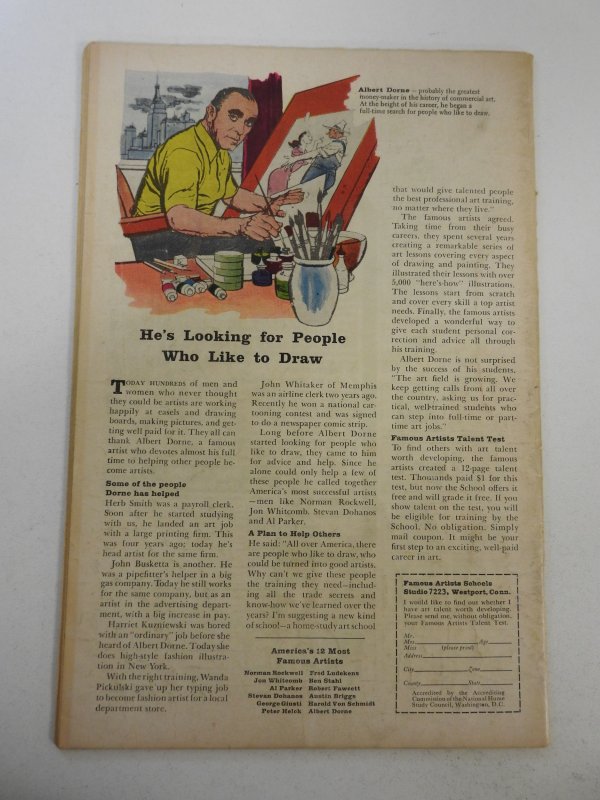 Albert Dorne – probably the greatest
money-maker in the history of commercial art.
At the height of his career, he began a
full-time search for people who like to draw.
He's Looking for People
Who Like to Draw
TODAY HUNDREDS of men and
women who never thought
they could be artists are working
happily at easels and drawing
boards, making pictures, and get-
ting well paid for it. They all can
thank Albert Dorne, a famous
artist who devotes almost his full
time to helping other people be-
come artists.
Some of the people
Dorne has helped
Herb Smith was a payroll clerk.
Soon after he started studying
with us, he landed an art job
with a large printing firm. This
was four years ago; today he's
head artist for the same firm.
John Busketta is another. He
was a pipefitter's helper in a big
gas company. Today he still works
for the same company, but as an
artist in the advertising depart-
ment, with a big increase in pay.
Harriet Kuzniewski was bored
with an "ordinary" job before she
heard of Albert Dorne. Today she
does high-style fashion illustra-
tion in New York.
With the right training, Wanda
Pickulski gave up her typing job
to become fashion artist for a local
department store.
John Whitaker of Memphis
was an airline clerk two years ago.
Recently he won a national car-
tooning contest and was signed
to do a newspaper comic strip.
Long before Albert Dorne
started looking for people who
like to draw, they came to him
for advice and help. Since he
alone could only help a few of
these people he called together
America's most successful artists
–men like Norman Rockwell,
Jon Whitcomb, Stevan Dohanos
and Al Parker.
A Plan to Help Others
He said: "All over America, there
are people who like to draw, who
could be turned into good artists.
Why can't we give these people
the training they need–includ-
ing all the trade secrets and
know-how we've learned over the
years? I'm suggesting a new kind
of school–a home-study art school
America's 12 Most
Famous Artists
Norman Rockwell Fred Ludekens
Jon Whitcomb Ben Stahl
Al Parker Robert Fawcett
Stevan Dohanos Austin Briggs
George Giusti Harold Von Schmidt
Peter Helck Albert Dorne
that would give talented people
the best professional art training,
no matter where they live."
The famous artists agreed.
Taking time from their busy
careers, they spent several years
creating a remarkable series of
art lessons covering every aspect
of drawing and painting. They
illustrated their lessons with over
5,000 "here's-how" illustrations.
The lessons start from scratch
and cover every skill a top artist
needs. Finally, the famous artists
developed a wonderful way to
give each student personal cor-
rection and advice all through
his training.
Albert Dorne is not surprised
by the success of his students.
"The art field is growing. We
keep getting calls from all over
the country, asking us for prac-
tical, well-trained students who
can step into full-time or part-
time art jobs."
Famous Artists Talent Test
To find others with art talent
worth developing, the famous
artists created a 12-page talent
test. Thousands paid $1 for this
test, but now the School offers it
free and will grade it free. If you
show talent on the test, you will
be eligible for training by the
School. No obligation. Simply
mail coupon. It might be your
first step to an exciting, well-paid
career in art.
Famous Artists Schools
Studio 7223, Westport, Conn.
I would like to find out whether I
have art talent worth developing.
Please send me, without obligation,
your Famous Artists Talent Test.
Mr.
Mrs. Age
Miss (please print)
Address
City Zone
County State
Accredited by the Accrediting
Commission of the National Home
Study Council, Washington, D.C.